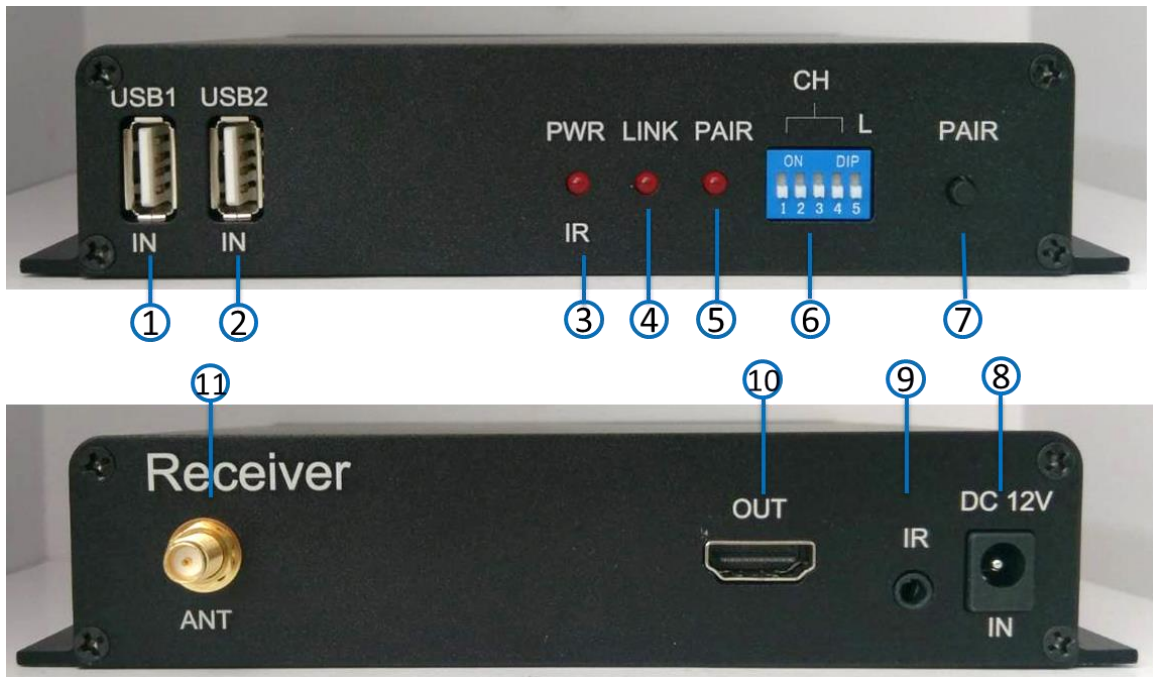 CH
USB1 USB2
PWR LINK PAIR L PAIR
ON DIP
1 2 3 4 5
IR
IN IN
1 2 3 4 5 6 7
11 10 9 8
Receiver
DC 12V
OUT
IR
ANT
IN